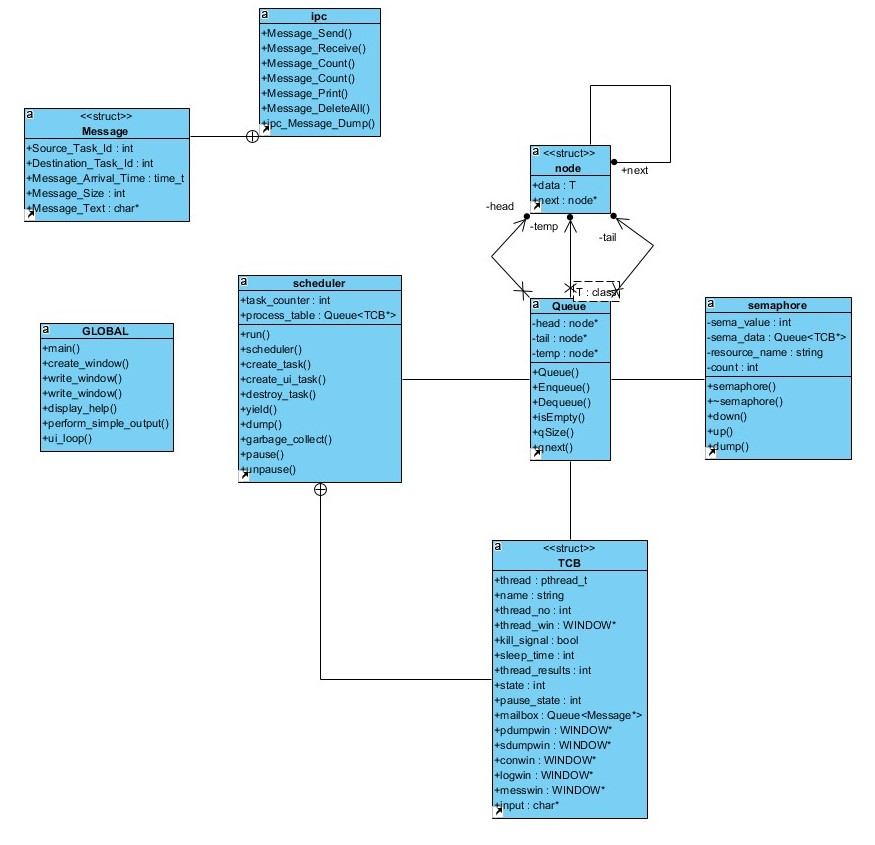 a
ipc
+Message_Send()
+Message_Receive()
+Message_Count()
+Message_Count()
+Message_Print()
+Message_DeleteAll()
+ipc_Message_Dump()
a
<<struct>>
Message
+Source_Task_Id : int
+Destination_Task_Id : int
+Message_Arrival_Time : time_t
+Message_Size : int
+Message_Text : char*
a
<<struct>>
node
+data : T
+next : node*
+next
-head
-temp
-tail
T : class
a
scheduler
+task_counter : int
+process_table : Queue<TCB*>
+run()
+scheduler()
+create_task()
+create_ui_task()
+destroy_task()
+yield()
+dump()
+garbage_collect()
+pause()
+unpause()
a
Queue
-head : node*
-tail : node*
-temp : node*
+Queue()
+Enqueue()
+Dequeue()
+isEmpty()
+qSize()
+qnext()
a
semaphore
-sema_value : int
-sema_data : Queue<TCB*>
-resource_name : string
-count : int
+semaphore()
+~semaphore()
+down()
+up()
+dump()
a
GLOBAL
+main()
+create_window()
+write_window()
+write_window()
+display_help()
+perform_simple_output()
+ui_loop()
a
<<struct>>
TCB
+thread : pthread_t
+name : string
+thread_no : int
+thread_win : WINDOW*
+kill_signal : bool
+sleep_time : int
+thread_results : int
+state : int
+pause_state : int
+mailbox : Queue<Message*>
+pdumpwin : WINDOW*
+sdumpwin : WINDOW*
+conwin : WINDOW*
+logwin : WINDOW*
+messwin : WINDOW*
+input : char*